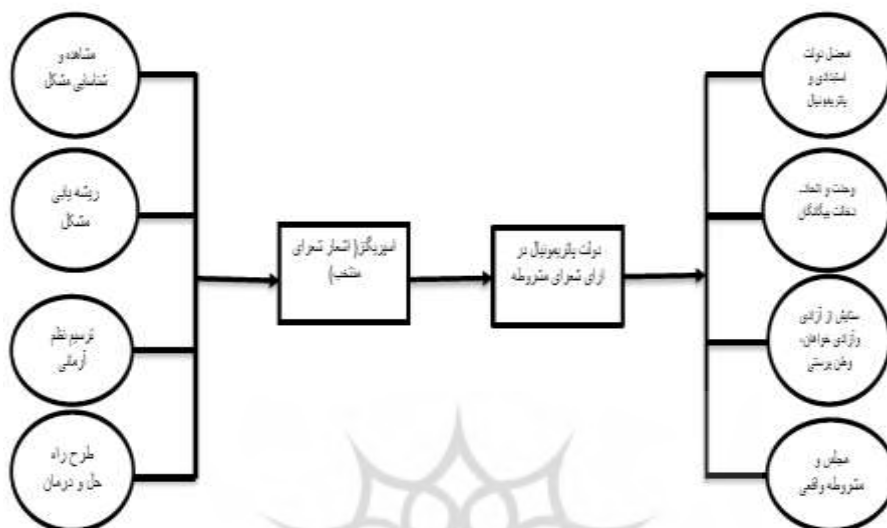 مشاهده و
شناسایی مشکل
ریشه یابی
مشکل
ترسیم نظم
آرمانی
طرح راه
حل و درمان
اسپریگنز( اشعار شعرای
منتخب)
دولت پاتریمونیال در
ارای شعرای مشروطه
معضل دولت
استبدادی و
پاتریمونیال
وحدت و اتحاد،
دخالت بیگانگان
ستایش از آزادی
وآزادی خواهان،
وطن پرستی
مجلس و
مشروطه واقعی